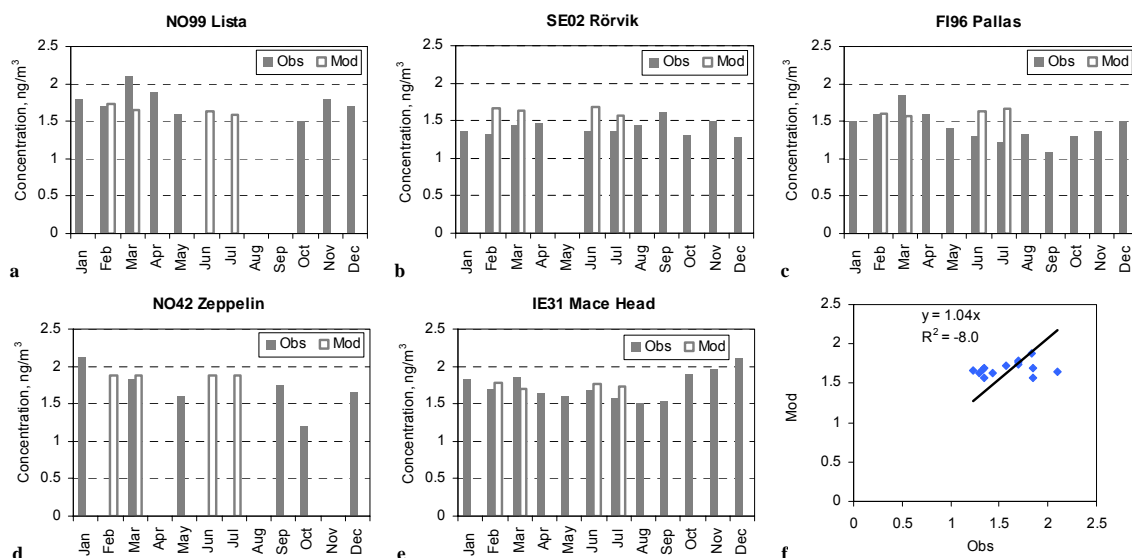 NO99 Lista
Concentration, ng/m³
2.5
2
1.5
1
0.5
0
Obs Mod
Jan Feb Mar Apr May Jun Jul Aug Sep Oct Nov Dec
a
SE02 Rörvik
Concentration, ng/m³
2.5
2
1.5
1
0.5
0
Obs Mod
Jan Feb Mar Apr May Jun Jul Aug Sep Oct Nov Dec
b
FI96 Pallas
Concentration, ng/m³
2.5
2
1.5
1
0.5
0
Obs Mod
Jan Feb Mar Apr May Jun Jul Aug Sep Oct Nov Dec
c
NO42 Zeppelin
Concentration, ng/m³
2.5
2
1.5
1
0.5
0
Obs Mod
Jan Feb Mar Apr May Jun Jul Aug Sep Oct Nov Dec
d
IE31 Mace Head
Concentration, ng/m³
2.5
2
1.5
1
0.5
0
Obs Mod
Jan Feb Mar Apr May Jun Jul Aug Sep Oct Nov Dec
e
y = 1.04x
R² = -8.0
Mod
2.5
2
1.5
1
0.5
0
0 0.5 1 1.5 2 2.5
Obs
f